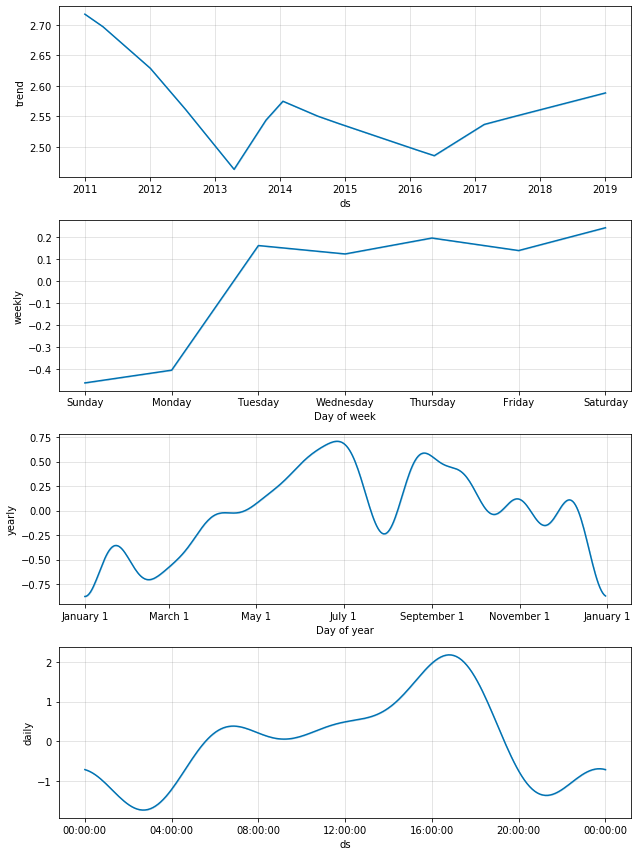 2.70
2.65
2.60
2.55
2.50
trend
2011 2012 2013 2014 2015 2016 2017 2018 2019
ds
0.2
0.1
0.0
−0.1
−0.2
−0.3
−0.4
weekly
Sunday Monday Tuesday Wednesday Thursday Friday Saturday
Day of week
0.75
0.50
0.25
0.00
−0.25
−0.50
−0.75
yearly
January 1 March 1 May 1 July 1 September 1 November 1 January 1
Day of year
2
1
0
−1
daily
00:00:00 04:00:00 08:00:00 12:00:00 16:00:00 20:00:00 00:00:00
ds